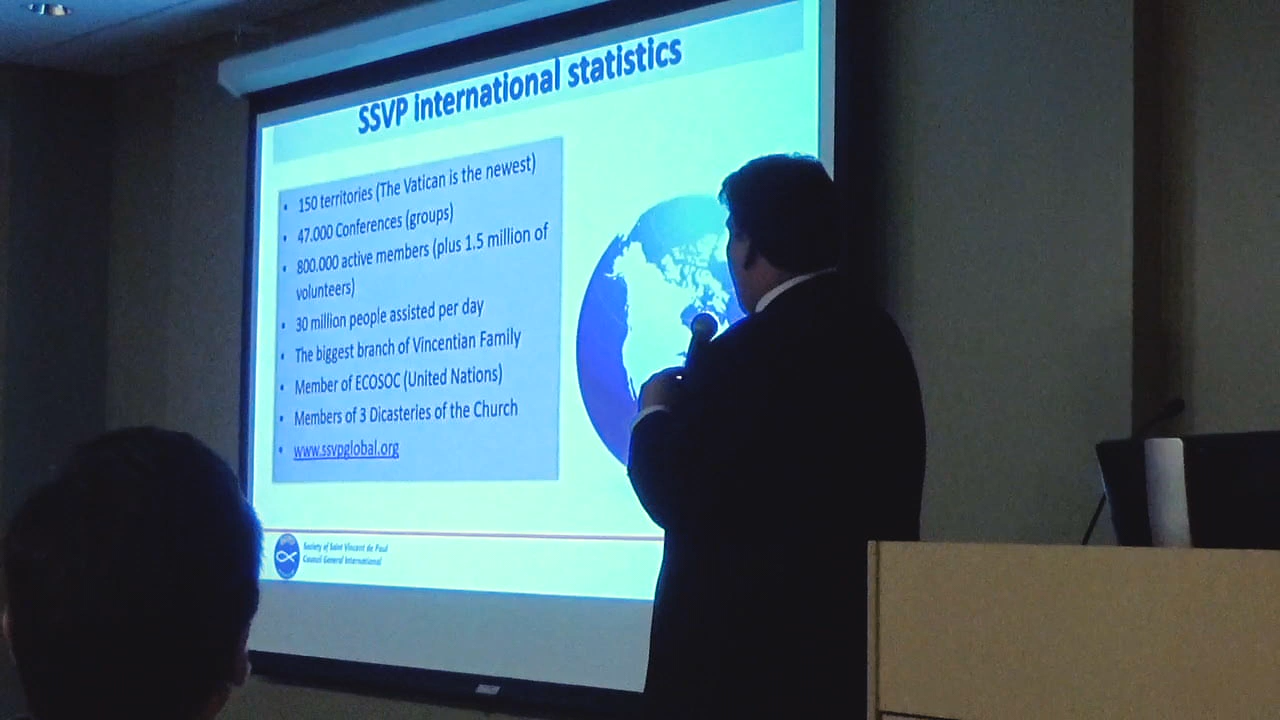 SSVP international statistics
• 150 territories (The Vatican is the newest)
• 47.000 Conferences (groups)
• 800.000 active members (plus 1.5 million of
volunteers)
• 30 million people assisted per day
• The biggest branch of Vincentian Family
• Member of ECOSOC (United Nations)
• Members of 3 Dicasteries of the Church
• www.ssvpglobal.org
Society of Saint Vincent de Paul
Council General International